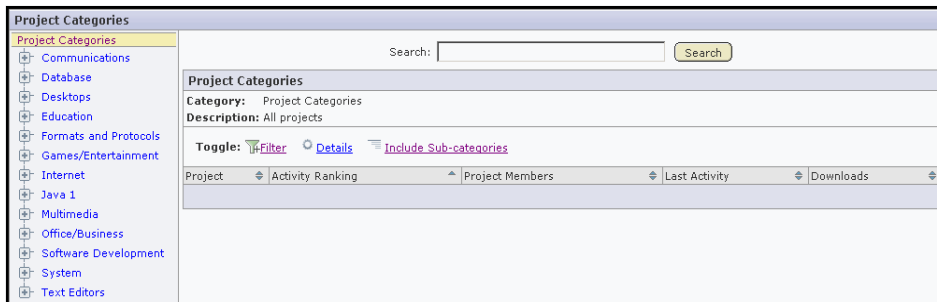 Project Categories
Project Categories
Communications
Database
Desktops
Education
Formats and Protocols
Games/Entertainment
Internet
Java 1
Multimedia
Office/Business
Software Development
System
Text Editors
Search: Search
Project Categories
Category: Project Categories
Description: All projects
Toggle: Filter Details Include Sub-categories
Project Activity Ranking Project Members Last Activity Downloads